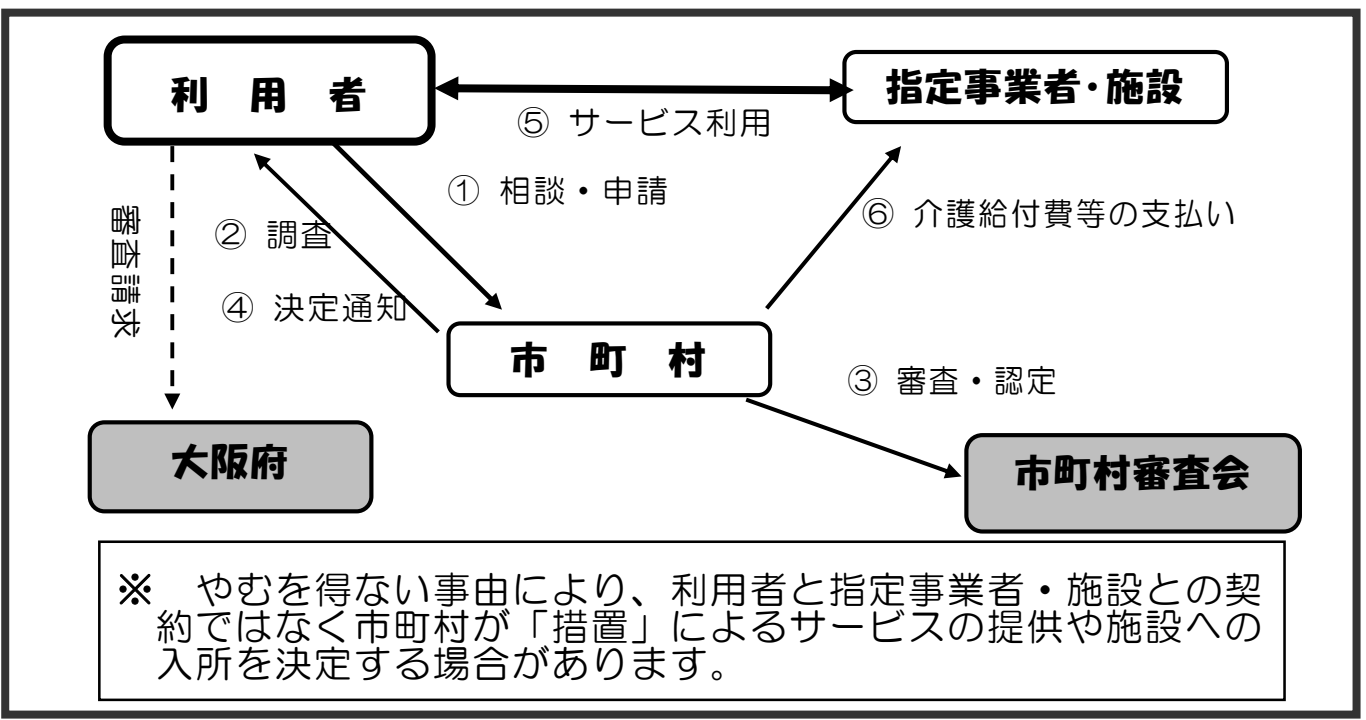 利 用 者
指定事業者・施設
⑤ サービス利用
① 相談・申請
⑥ 介護給付費等の支払い
審査請求
② 調査
④ 決定通知
市 町 村
③ 審査・認定
大阪府
市町村審査会
※ やむを得ない事由により、利用者と指定事業者・施設との契
約ではなく市町村が「措置」によるサービスの提供や施設への
入所を決定する場合があります。